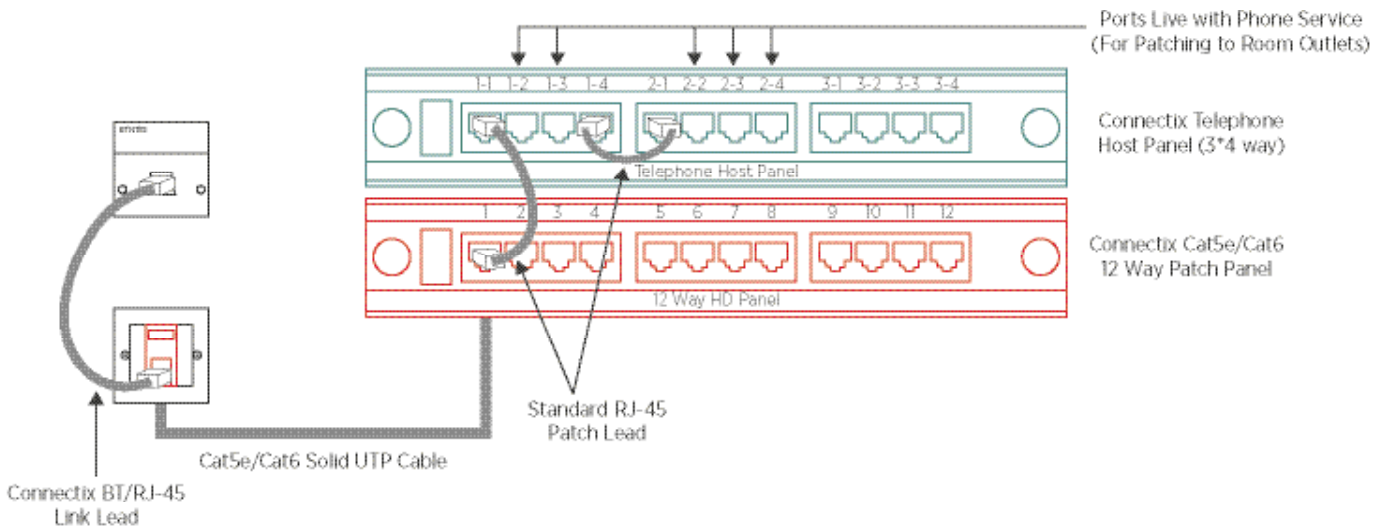 Ports Live with Phone Service
(For Patching to Room Outlets)
1-1 1-2 1-3 1-4 2-1 2-2 2-3 2-4 3-1 3-2 3-3 3-4
Connectix Telephone
Host Panel (3*4 way)
Telephone Host Panel
1 2 3 4 5 6 7 8 9 10 11 12
Connectix Cat5e/Cat6
12 Way Patch Panel
12 Way HD Panel
Standard RJ-45
Patch Lead
Cat5e/Cat6 Solid UTP Cable
Connectix BT/RJ-45
Link Lead